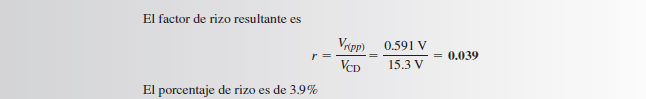 El factor de rizo resultante es
r = Vr(pp) / VCD = 0.591 V / 15.3 V = 0.039
El porcentaje de rizo es de 3.9%